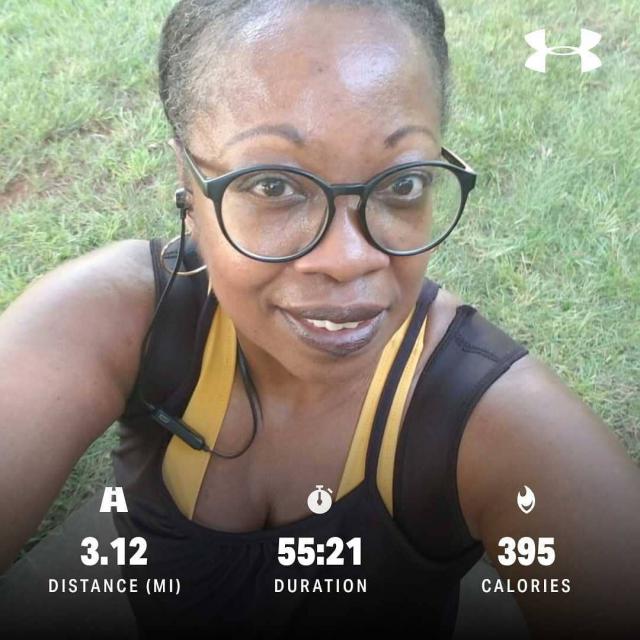 3.12
DISTANCE (MI)
55:21
DURATION
395
CALORIES